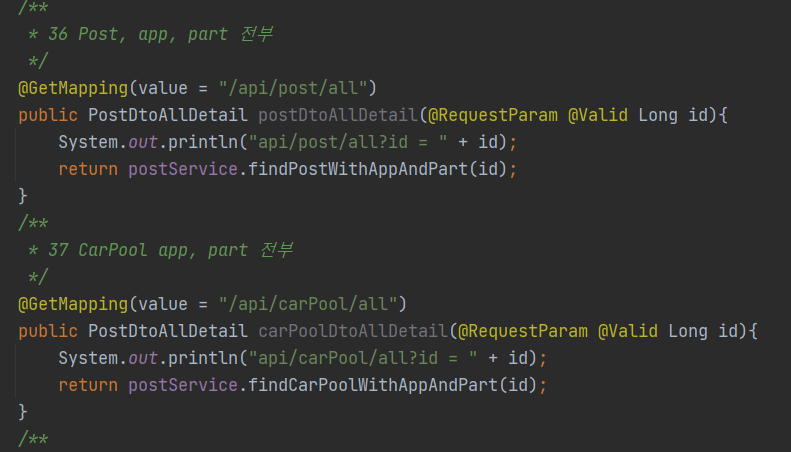 /**
 * 36 Post, app, part 전부
 */
@GetMapping(value = "/api/post/all")
public PostDtoAllDetail postDtoAllDetail(@RequestParam @Valid Long id){
    System.out.println("api/post/all?id = " + id);
    return postService.findPostWithAppAndPart(id);
}
/**
 * 37 CarPool app, part 전부
 */
@GetMapping(value = "/api/carPool/all")
public PostDtoAllDetail carPoolDtoAllDetail(@RequestParam @Valid Long id){
    System.out.println("api/carPool/all?id = " + id);
    return postService.findCarPoolWithAppAndPart(id);
}
/**